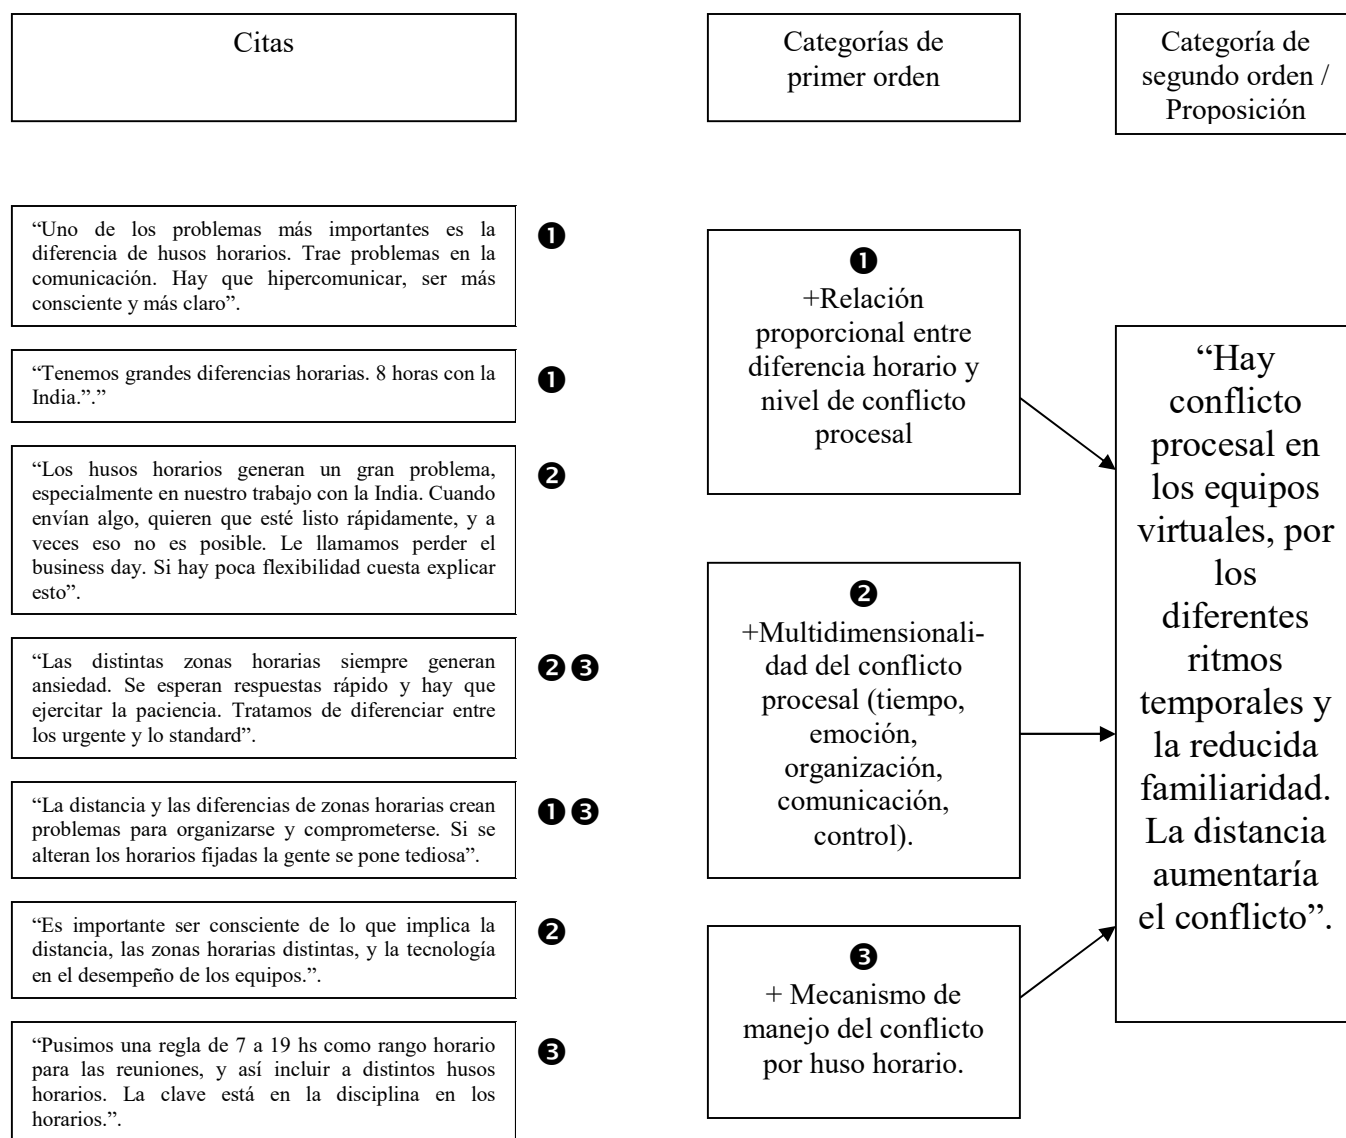 Citas
Categorías de
primer orden
Categoría de
segundo orden /
Proposición
“Uno de los problemas más importantes es la
diferencia de husos horarios. Trae problemas en la
comunicación. Hay que hipercomunicar, ser más
consciente y más claro”.
❶
“Tenemos grandes diferencias horarias. 8 horas con la
India.”.”
❶
“Los husos horarios generan un gran problema,
especialmente en nuestro trabajo con la India. Cuando
envían algo, quieren que esté listo rápidamente, y a
veces eso no es posible. Le llamamos perder el
business day. Si hay poca flexibilidad cuesta explicar
esto”.
❷
“Las distintas zonas horarias siempre generan
ansiedad. Se esperan respuestas rápido y hay que
ejercitar la paciencia. Tratamos de diferenciar entre
los urgente y lo standard”.
❷❸
“La distancia y las diferencias de zonas horarias crean
problemas para organizarse y comprometerse. Si se
alteran los horarios fijadas la gente se pone tediosa”.
❶❸
“Es importante ser consciente de lo que implica la
distancia, las zonas horarias distintas, y la tecnología
en el desempeño de los equipos.”.
❷
“Pusimos una regla de 7 a 19 hs como rango horario
para las reuniones, y así incluir a distintos husos
horarios. La clave está en la disciplina en los
horarios.”.
❸
❶
+Relación
proporcional entre
diferencia horario y
nivel de conflicto
procesal
❷
+Multidimensionali-
dad del conflicto
procesal (tiempo,
emoción,
organización,
comunicación,
control).
❸
+ Mecanismo de
manejo del conflicto
por huso horario.
“Hay
conflicto
procesal en
los equipos
virtuales, por
los
diferentes
ritmos
temporales y
la reducida
familiaridad.
La distancia
aumentaría
el conflicto”.